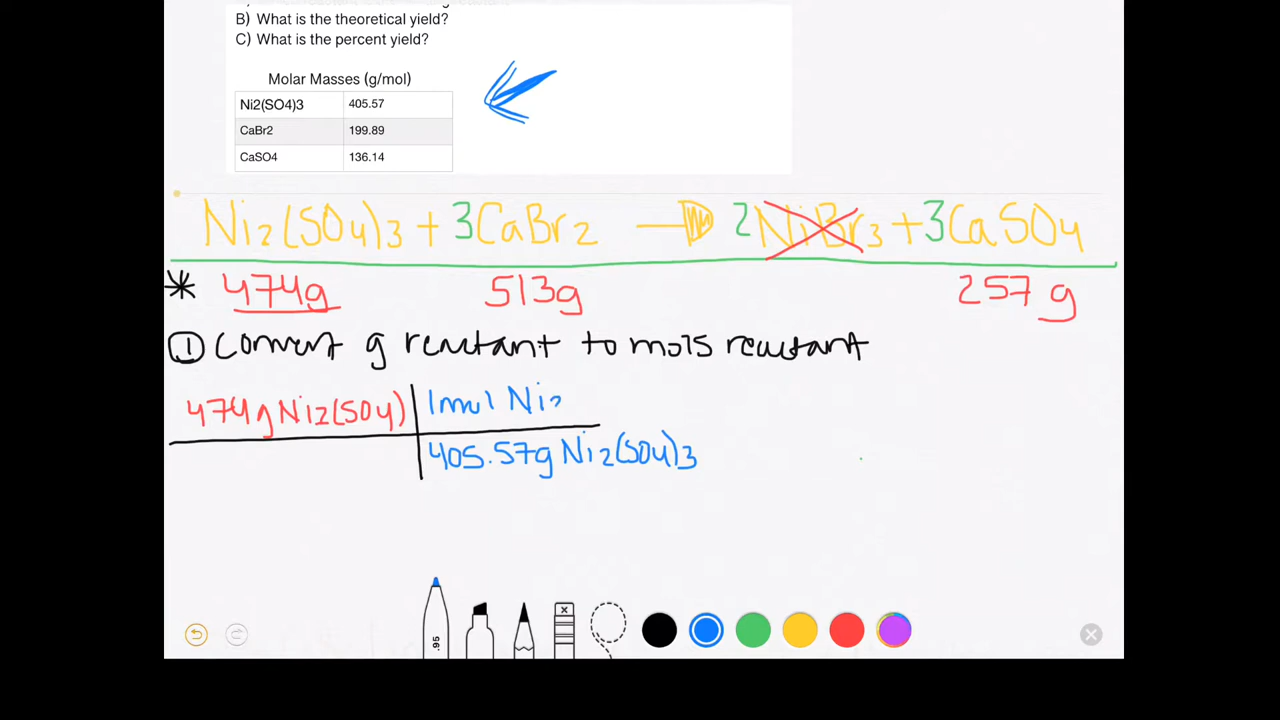 B) What is the theoretical yield?
C) What is the percent yield?
Molar Masses (g/mol)
Ni2(SO4)3 405.57
CaBr2 199.89
CaSO4 136.14
Ni2(SO4)3 + 3CaBr2 → 2NiBr3 + 3CaSO4
* 474g 513g 257g
① Convert g reactant to mols reactant
474g Ni2(SO4) 1mol Ni2
405.57g Ni2(SO4)3
.95